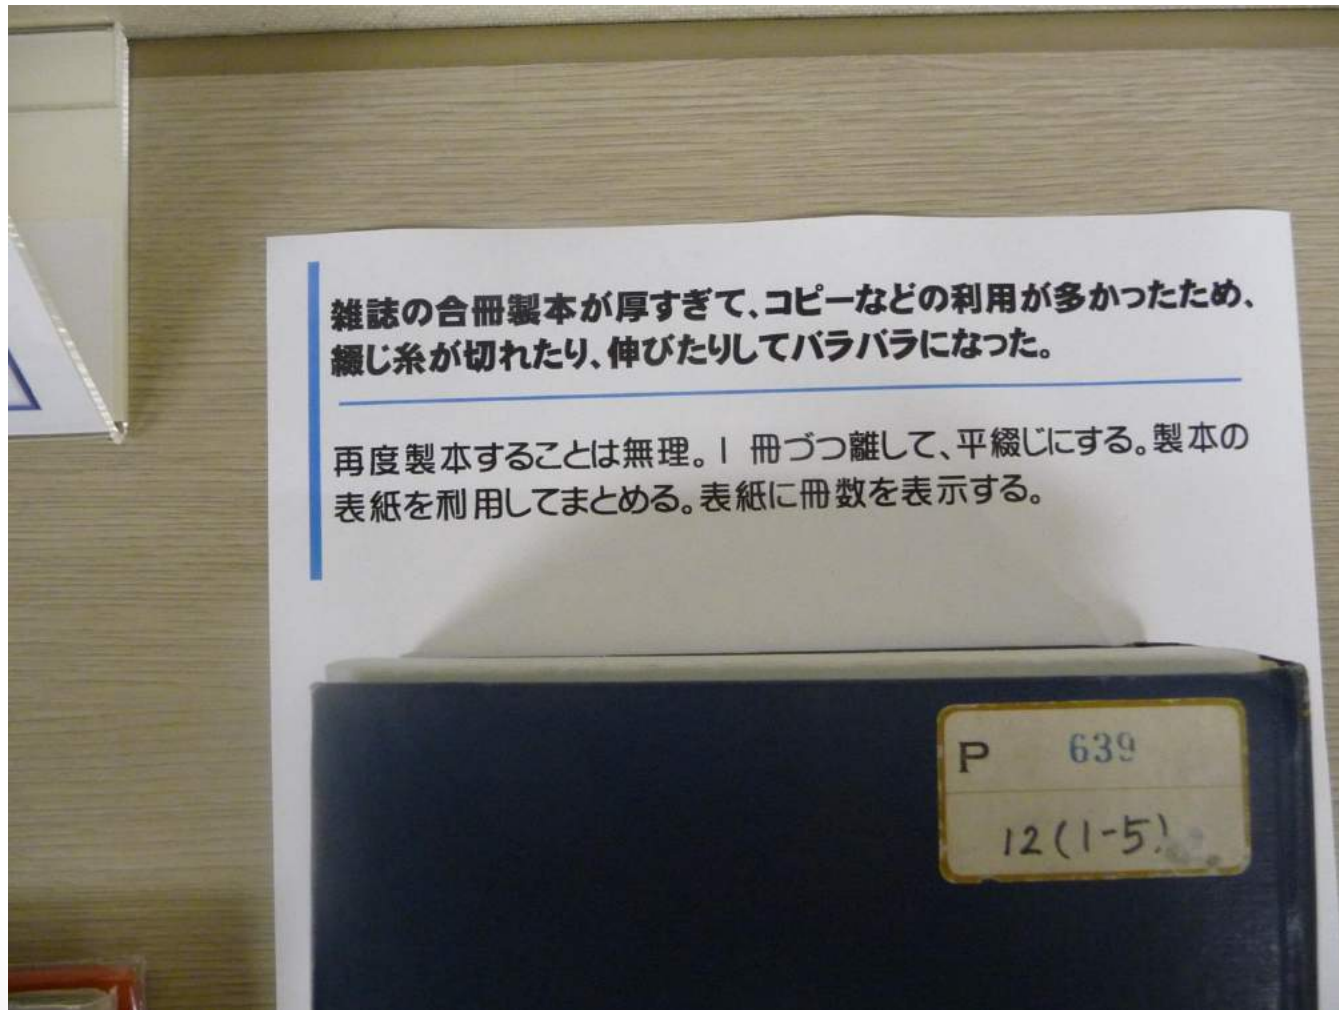 雑誌の合冊製本が厚すぎて、コピーなどの利用が多かったため、
綴じ糸が切れたり、伸びたりしてバラバラになった。
再度製本することは無理。1 冊づつ離して、平綴じにする。製本の
表紙を利用してまとめる。表紙に冊数を表示する。
P 639
12(1-5)